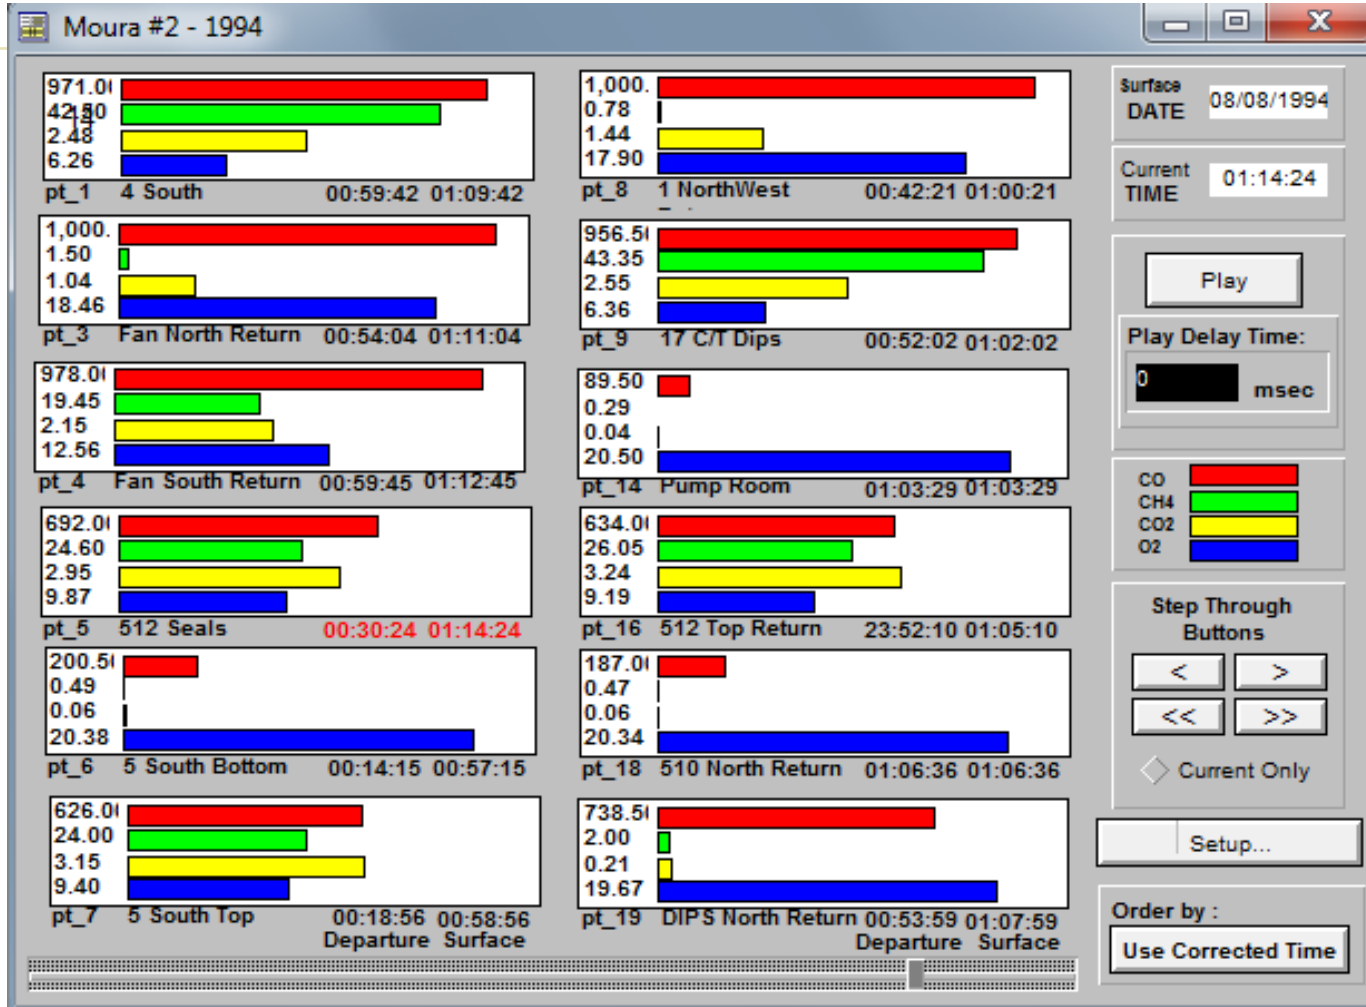 Moura #2 - 1994
971.0
42.50
2.48
6.26
pt_1 4 South 00:59:42 01:09:42
1,000.
1.50
1.04
18.46
pt_3 Fan North Return 00:54:04 01:11:04
978.0
19.45
2.15
12.56
pt_4 Fan South Return 00:59:45 01:12:45
692.0
24.60
2.95
9.87
pt_5 512 Seals 00:30:24 01:14:24
200.5
0.49
0.06
20.38
pt_6 5 South Bottom 00:14:15 00:57:15
626.0
24.00
3.15
9.40
pt_7 5 South Top 00:18:56 00:58:56
Departure Surface
1,000.
0.78
1.44
17.90
pt_8 1 NorthWest 00:42:21 01:00:21
956.5
43.35
2.55
6.36
pt_9 17 C/T Dips 00:52:02 01:02:02
89.50
0.29
0.04
20.50
pt_14 Pump Room 01:03:29 01:03:29
634.0
26.05
3.24
9.19
pt_16 512 Top Return 23:52:10 01:05:10
187.0
0.47
0.06
20.34
pt_18 510 North Return 01:06:36 01:06:36
738.5
2.00
0.21
19.67
pt_19 DIPS North Return 00:53:59 01:07:59
Departure Surface
Surface
DATE 08/08/1994
Current
TIME 01:14:24
Play
Play Delay Time:
0 msec
CO
CH4
CO2
O2
Step Through
Buttons
< >
<< >>
Current Only
Setup...
Order by :
Use Corrected Time